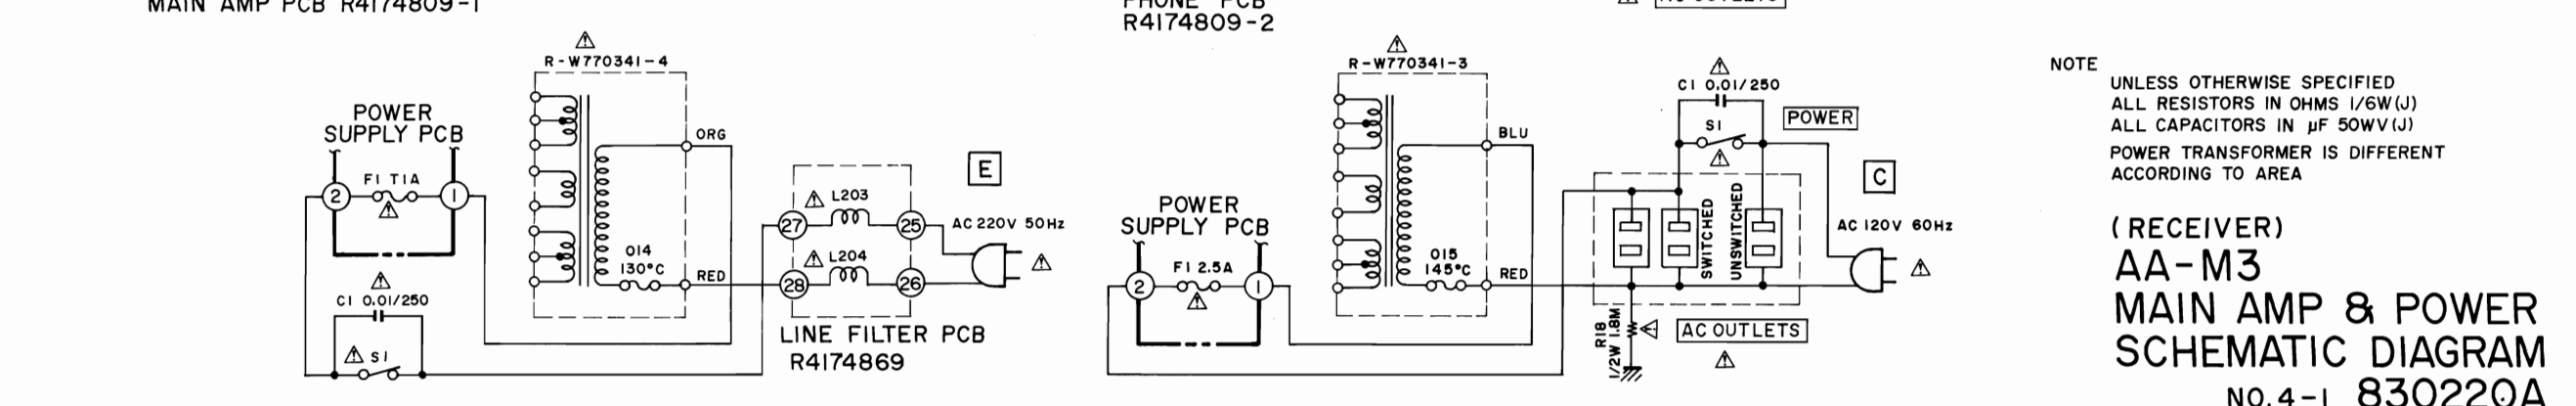 MAIN AMP PCB R4174809-1
PHONE PCB
R4174809-2
AC OUTLETS
R-W770341-4
POWER
SUPPLY PCB
F1 T1A
2
1
C1 0.01/250
S1
014
130°C
ORG
RED
L203
L204
27
25
28
26
LINE FILTER PCB
R4174869
E
AC 220V 50Hz
R-W770341-3
POWER
SUPPLY PCB
F1 2.5A
2
1
015
145°C
BLU
RED
C1 0.01/250
S1
POWER
SWITCHED
UNSWITCHED
R18
1/2W 1.8M
AC OUTLETS
C
AC 120V 60Hz
NOTE
UNLESS OTHERWISE SPECIFIED
ALL RESISTORS IN OHMS 1/6W(J)
ALL CAPACITORS IN µF 50WV(J)
POWER TRANSFORMER IS DIFFERENT
ACCORDING TO AREA
(RECEIVER)
AA-M3
MAIN AMP & POWER
SCHEMATIC DIAGRAM
NO.4-1 830220A